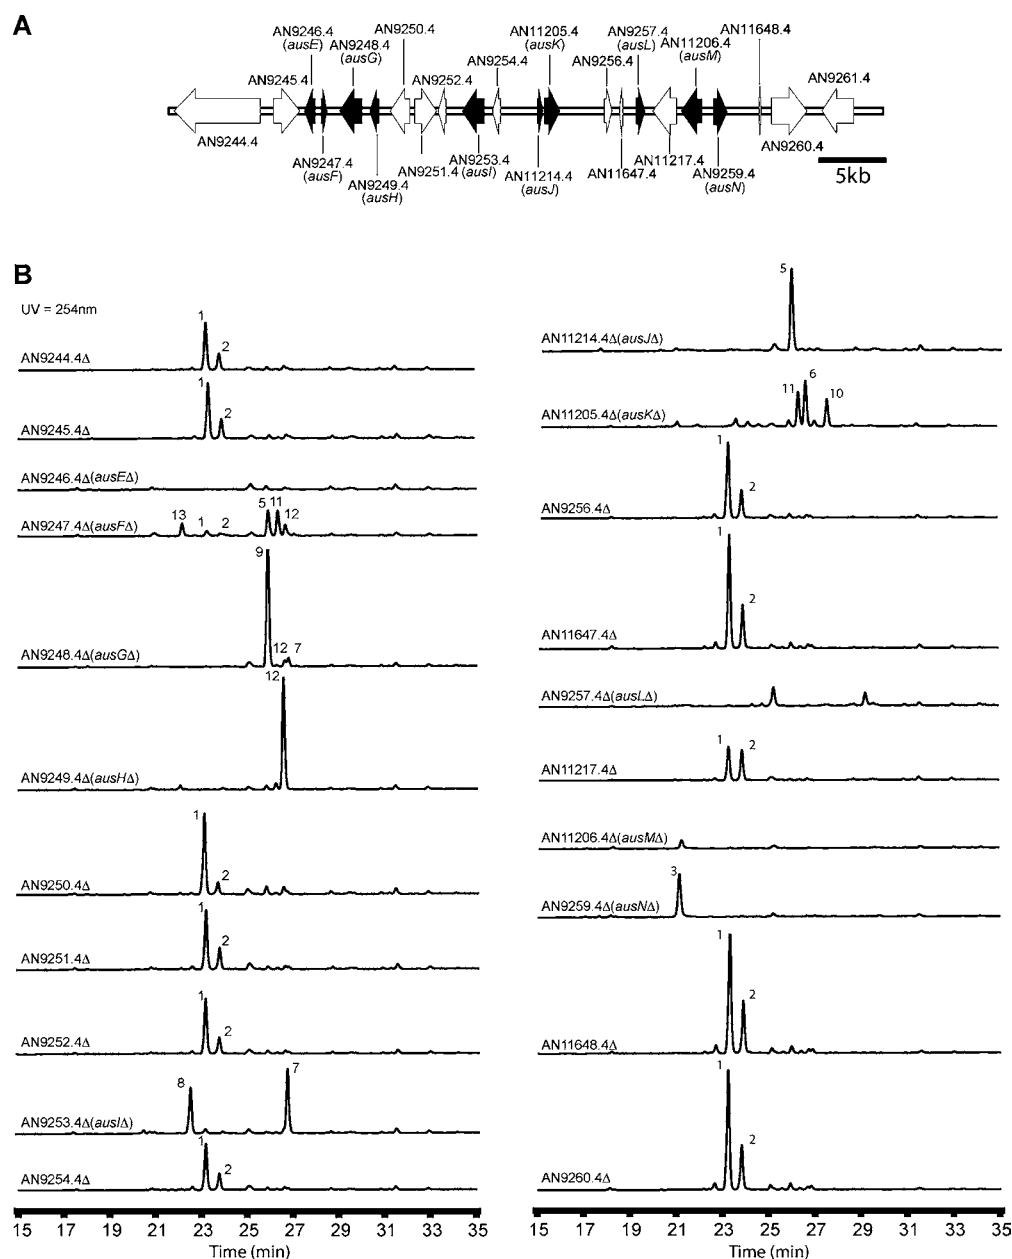 A
AN9246.4
(ausE)
AN9248.4
(ausG)
AN9250.4
AN11205.4
(ausK)
AN9257.4
(ausL)
AN11206.4
(ausM)
AN11648.4
AN9245.4
AN9252.4
AN9254.4
AN9256.4
AN9261.4
AN9244.4
AN9247.4
(ausF)
AN9249.4
(ausH)
AN9251.4
AN9253.4
(ausI)
AN11214.4
(ausJ)
AN11647.4
AN11217.4
AN9259.4
(ausN)
AN9260.4
5kb
B
UV = 254nm
1
2
AN9244.4Δ
1
2
AN9245.4Δ
AN9246.4Δ(ausEΔ)
13 1 2 5 11 12
AN9247.4Δ(ausFΔ)
9
12 7
AN9248.4Δ(ausGΔ)
12
AN9249.4Δ(ausHΔ)
1
2
AN9250.4Δ
1
2
AN9251.4Δ
1
2
AN9252.4Δ
8
7
AN9253.4Δ(ausIΔ)
1
2
AN9254.4Δ
15 17 19 21 23 25 27 29 31 33 35
Time (min)
5
AN11214.4Δ(ausJΔ)
11 6 10
AN11205.4Δ(ausKΔ)
1
2
AN9256.4Δ
1
2
AN11647.4Δ
AN9257.4Δ(ausLΔ)
1 2
AN11217.4Δ
AN11206.4Δ(ausMΔ)
3
AN9259.4Δ(ausNΔ)
1
2
AN11648.4Δ
1
2
AN9260.4Δ
15 17 19 21 23 25 27 29 31 33 35
Time (min)